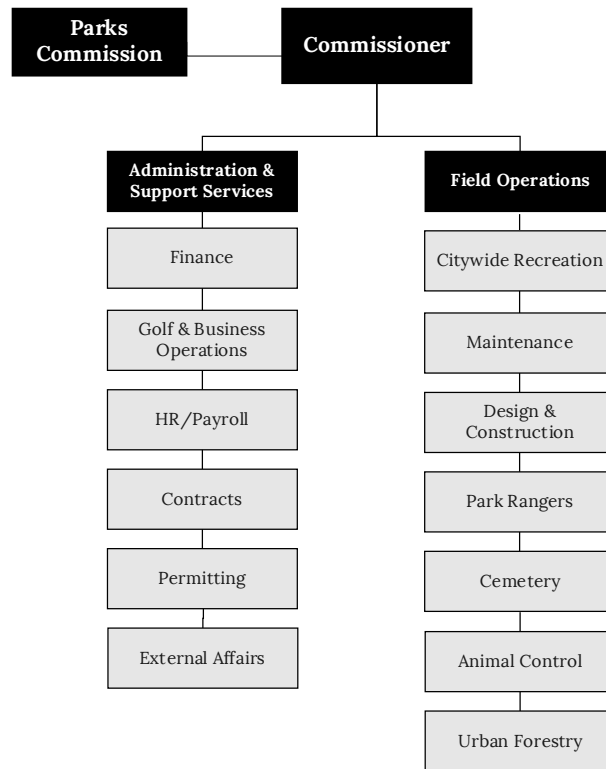 Parks
Commission
Commissioner
Administration &
Support Services
Finance
Golf & Business
Operations
HR/Payroll
Contracts
Permitting
External Affairs
Field Operations
Citywide Recreation
Maintenance
Design &
Construction
Park Rangers
Cemetery
Animal Control
Urban Forestry